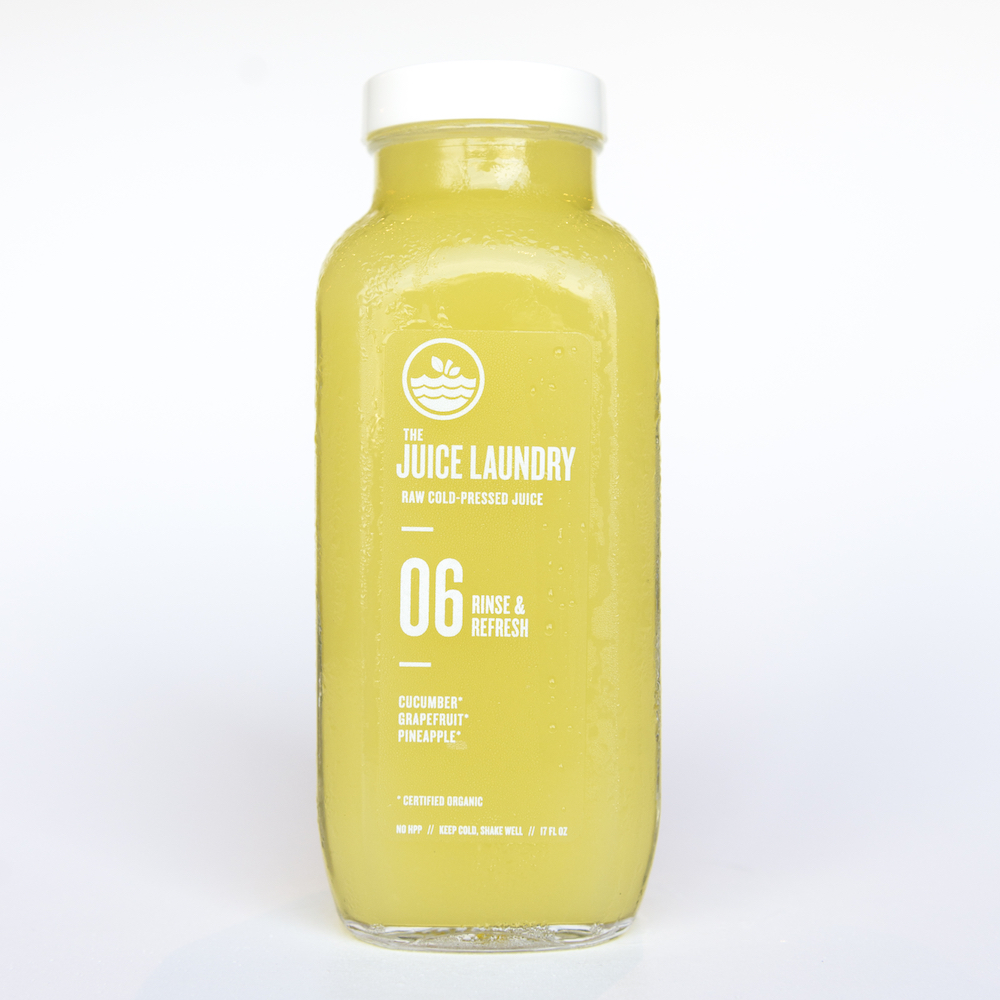 THE
JUICE LAUNDRY
RAW COLD-PRESSED JUICE
06 RINSE &
REFRESH
CUCUMBER*
GRAPEFRUIT*
PINEAPPLE*
* CERTIFIED ORGANIC
NO HPP // KEEP COLD, SHAKE WELL // 17 FL OZ